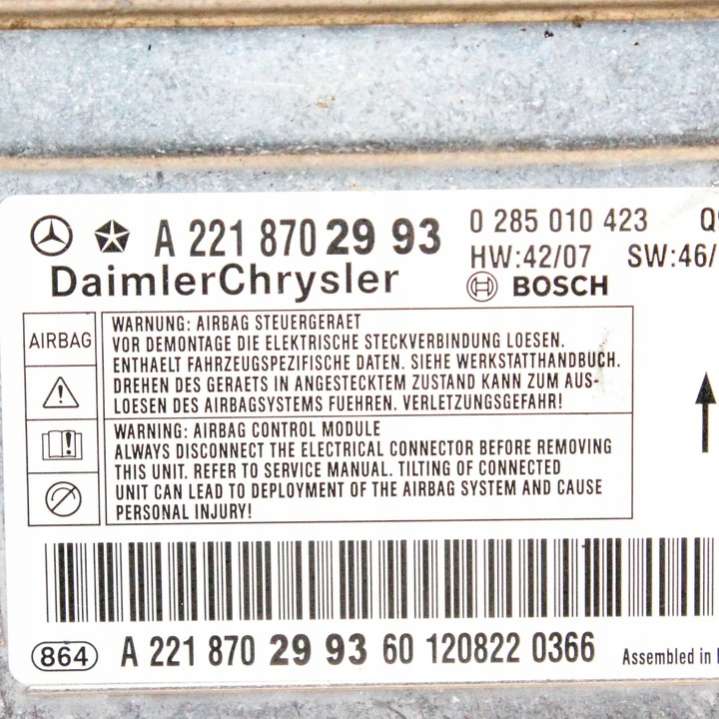 A 221 870 29 93 0 285 010 423
HW:42/07 SW:46/
DaimlerChrysler BOSCH
AIRBAG
WARNUNG: AIRBAG STEUERGERAET
VOR DEMONTAGE DIE ELEKTRISCHE STECKVERBINDUNG LOESEN.
ENTHAELT FAHRZEUGSPEZIFISCHE DATEN. SIEHE WERKSTATTHANDBUCH.
DREHEN DES GERAETS IN ANGESTECKTEM ZUSTAND KANN ZUM AUS-
LOESEN DES AIRBAGSYSTEMS FUEHREN. VERLETZUNGSGEFAHR!
WARNING: AIRBAG CONTROL MODULE
ALWAYS DISCONNECT THE ELECTRICAL CONNECTOR BEFORE REMOVING
THIS UNIT. REFER TO SERVICE MANUAL. TILTING OF CONNECTED
UNIT CAN LEAD TO DEPLOYMENT OF THE AIRBAG SYSTEM AND CAUSE
PERSONAL INJURY!
864 A 221 870 29 93 60 120822 0366 Assembled in